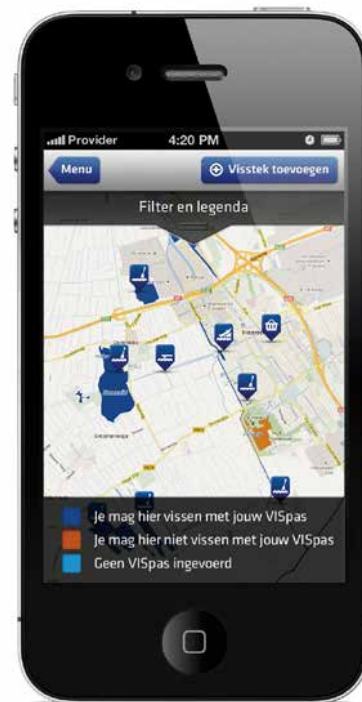 Provider
4:20 PM
Menu
Visstek toevoegen
Filter en legenda
Je mag hier vissen met jouw VISpas
Je mag hier niet vissen met jouw VISpas
Geen VISpas ingevoerd